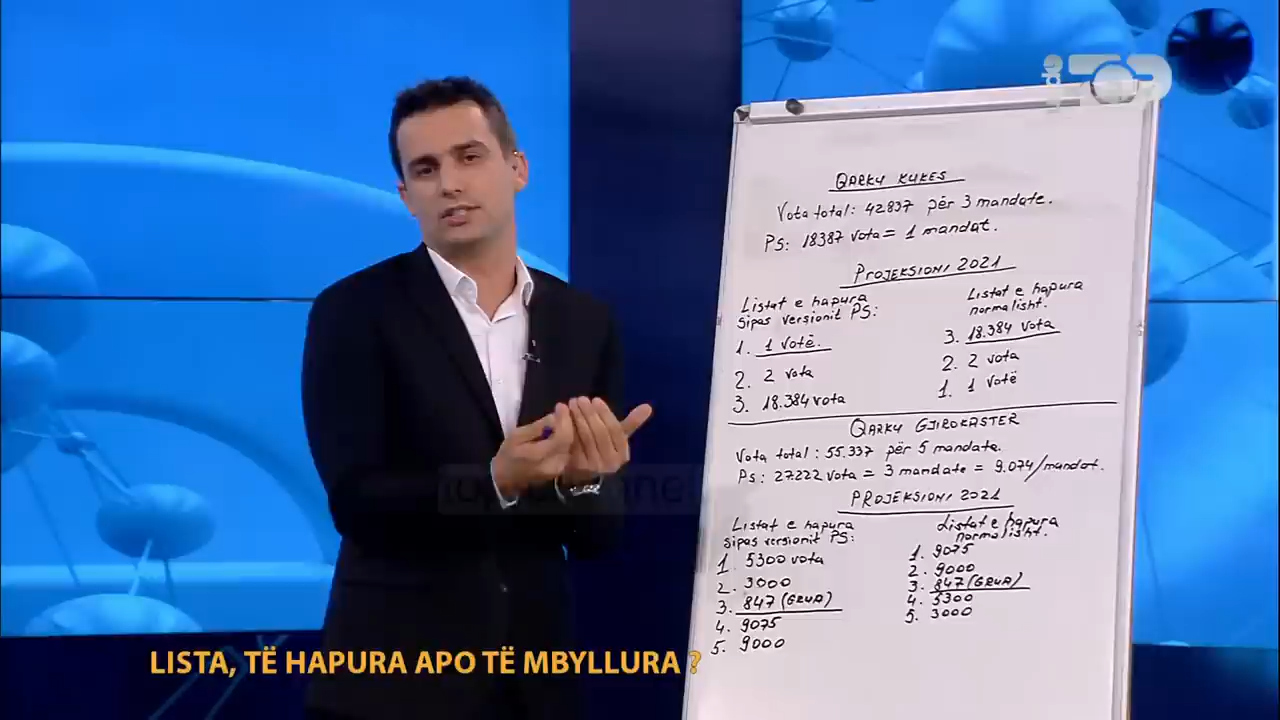 TOP
QARKU KUKES
Vota total: 42837 për 3 mandate.
PS: 18387 vota = 1 mandat.
PROJEKSIONI 2021
Listat e hapura
sipas versionit PS:
1. 1 votë.
2. 2 vota
3. 18.384 vota
Listat e hapura
normalisht.
3. 18.384 vota
2. 2 vota
1. 1 votë
QARKU GJIROKASTER
Vota total: 55.337 për 5 mandate.
PS: 27.222 vota = 3 mandate = 9.074/mandat.
PROJEKSIONI 2021
Listat e hapura
sipas versionit PS:
1. 5300 vota
2. 3000
3. 847 (GRUA)
4. 9075
5. 9000
Listat e hapura
normalisht.
1. 9075
2. 9000
3. 847 (GRUA)
4. 5300
5. 3000
LISTA, TË HAPURA APO TË MBYLLURA ?